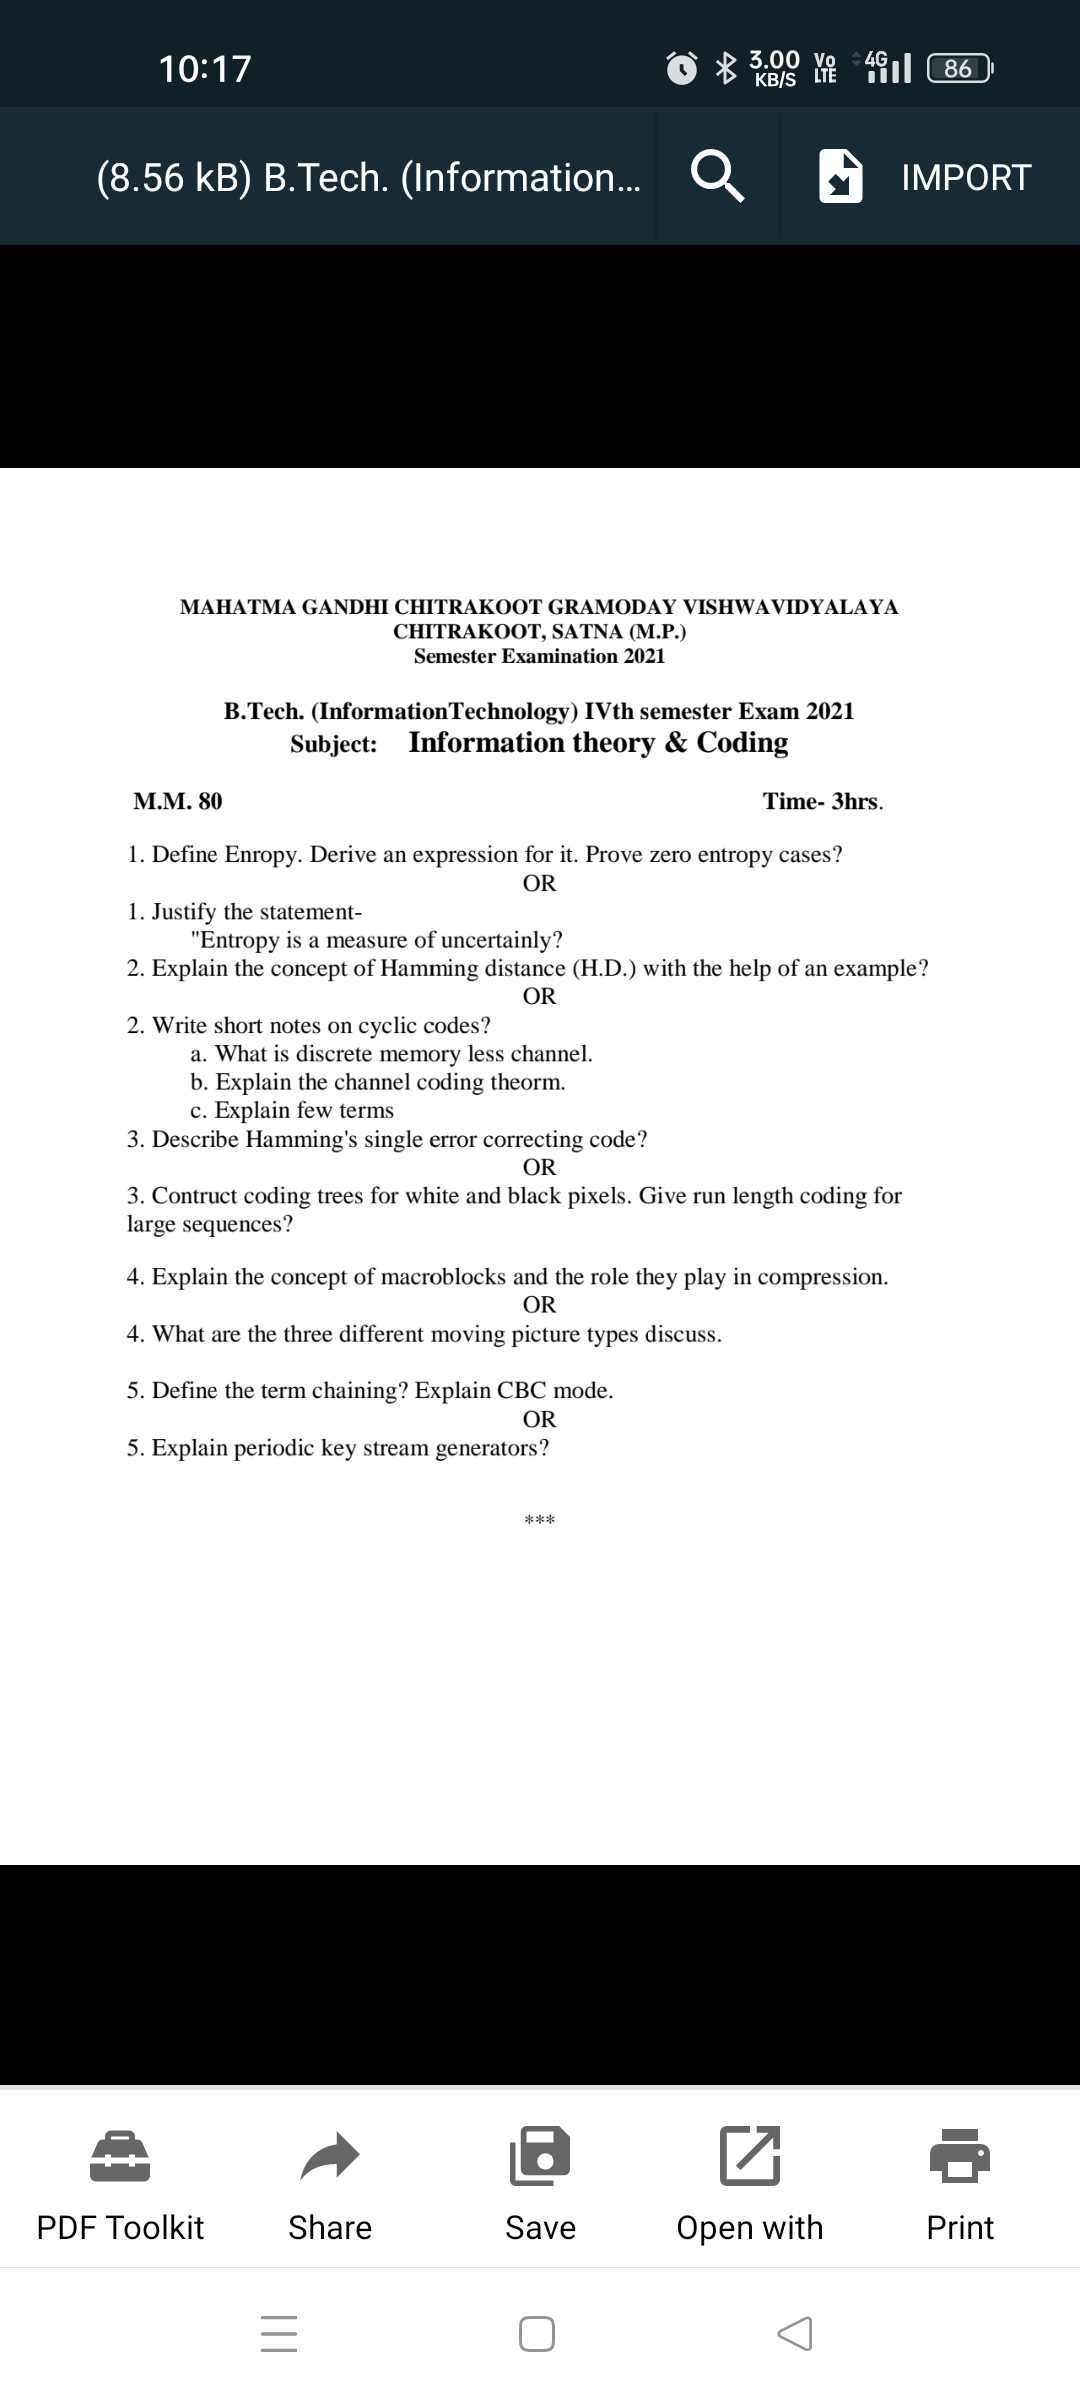 10:17
3.00 KB/S Vo LTE 4G 86
(8.56 kB) B.Tech. (Information...
IMPORT
MAHATMA GANDHI CHITRAKOOT GRAMODAY VISHWAVIDYALAYA
CHITRAKOOT, SATNA (M.P.)
Semester Examination 2021
B.Tech. (InformationTechnology) IVth semester Exam 2021
Subject: Information theory & Coding
M.M. 80 Time- 3hrs.
1. Define Enropy. Derive an expression for it. Prove zero entropy cases?
OR
1. Justify the statement-
"Entropy is a measure of uncertainly?
2. Explain the concept of Hamming distance (H.D.) with the help of an example?
OR
2. Write short notes on cyclic codes?
a. What is discrete memory less channel.
b. Explain the channel coding theorm.
c. Explain few terms
3. Describe Hamming's single error correcting code?
OR
3. Contruct coding trees for white and black pixels. Give run length coding for
large sequences?
4. Explain the concept of macroblocks and the role they play in compression.
OR
4. What are the three different moving picture types discuss.
5. Define the term chaining? Explain CBC mode.
OR
5. Explain periodic key stream generators?
***
PDF Toolkit Share Save Open with Print